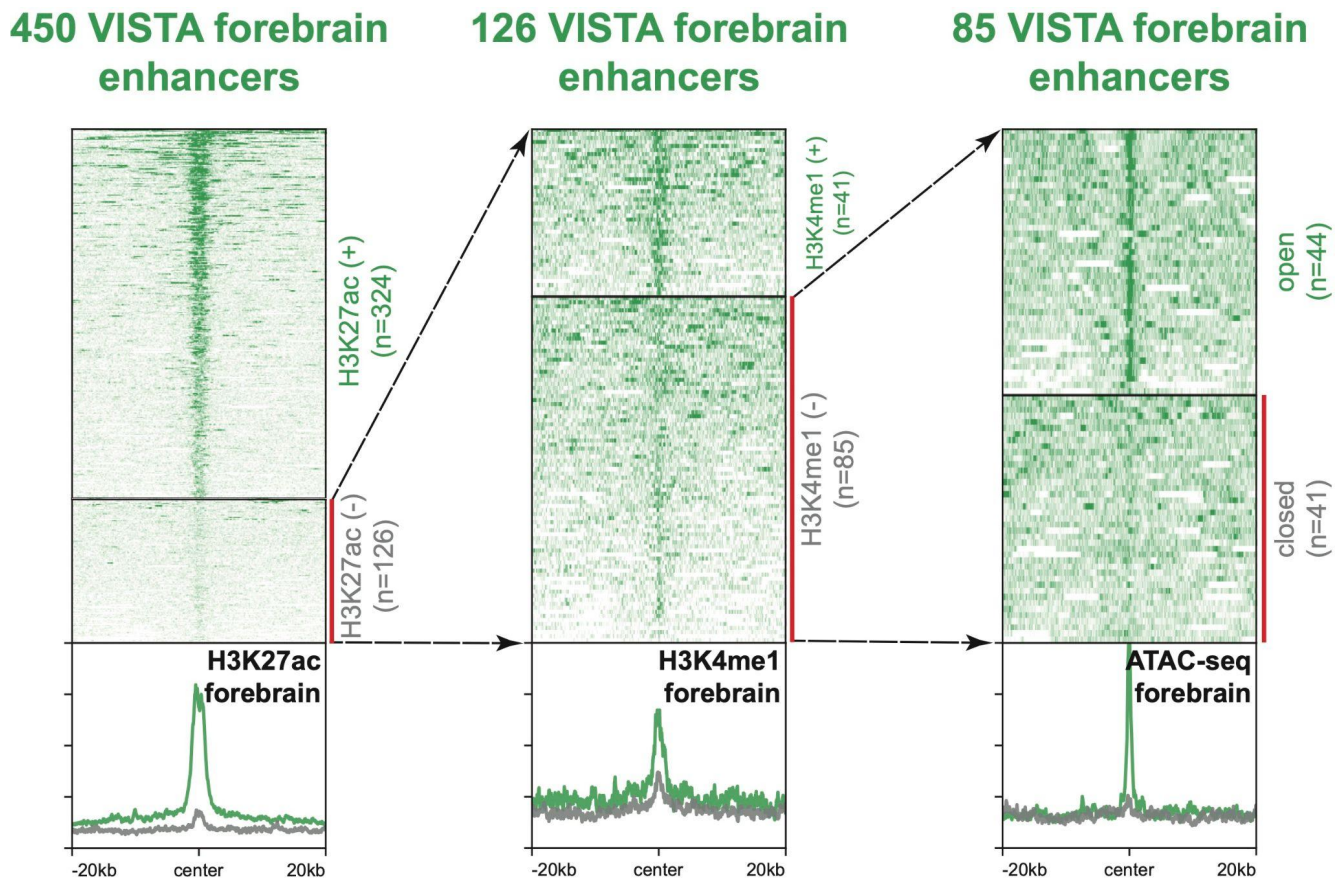 450 VISTA forebrain
enhancers
126 VISTA forebrain
enhancers
85 VISTA forebrain
enhancers
H3K27ac (+)
(n=324)
H3K27ac (-)
(n=126)
H3K4me1 (+)
(n=41)
H3K4me1 (-)
(n=85)
open
(n=44)
closed
(n=41)
H3K27ac
forebrain
H3K4me1
forebrain
ATAC-seq
forebrain
-20kb center 20kb
-20kb center 20kb
-20kb center 20kb